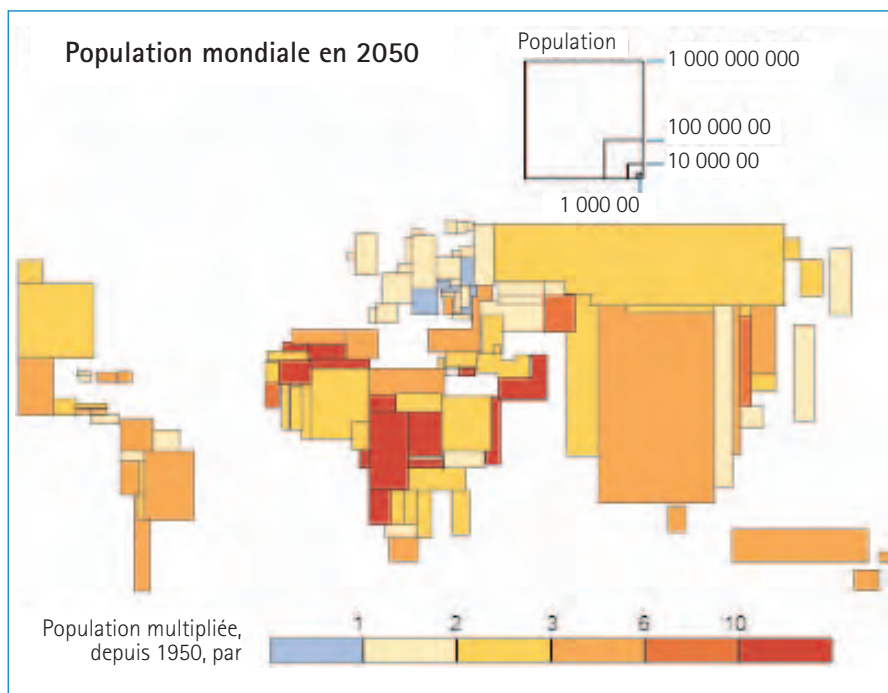 Population mondiale en 2050
Population
1 000 000 000
100 000 00
10 000 00
1 000 00
Population multipliée,
depuis 1950, par
1 2 3 6 10